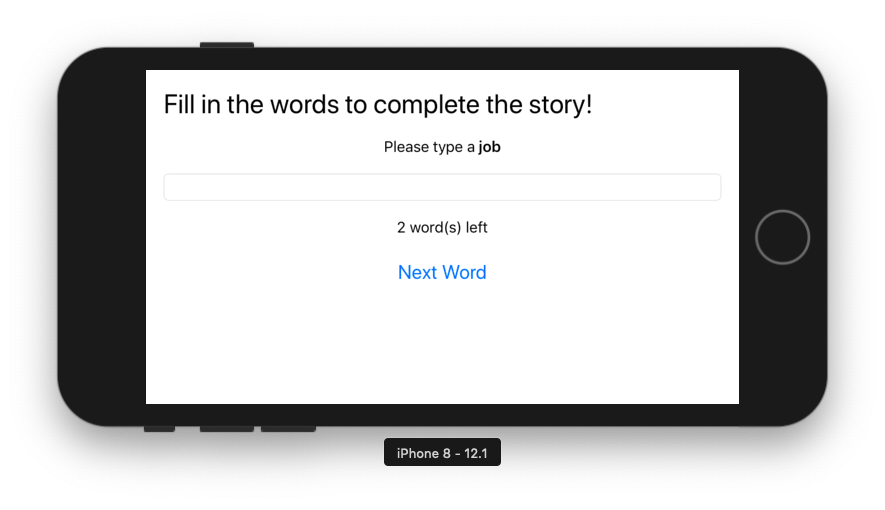 Fill in the words to complete the story!
Please type a job
2 word(s) left
Next Word
iPhone 8 - 12.1